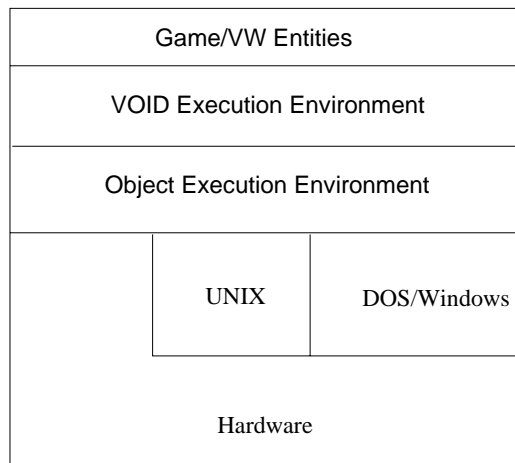 Game/VW Entities
VOID Execution Environment
Object Execution Environment
UNIX
DOS/Windows
Hardware